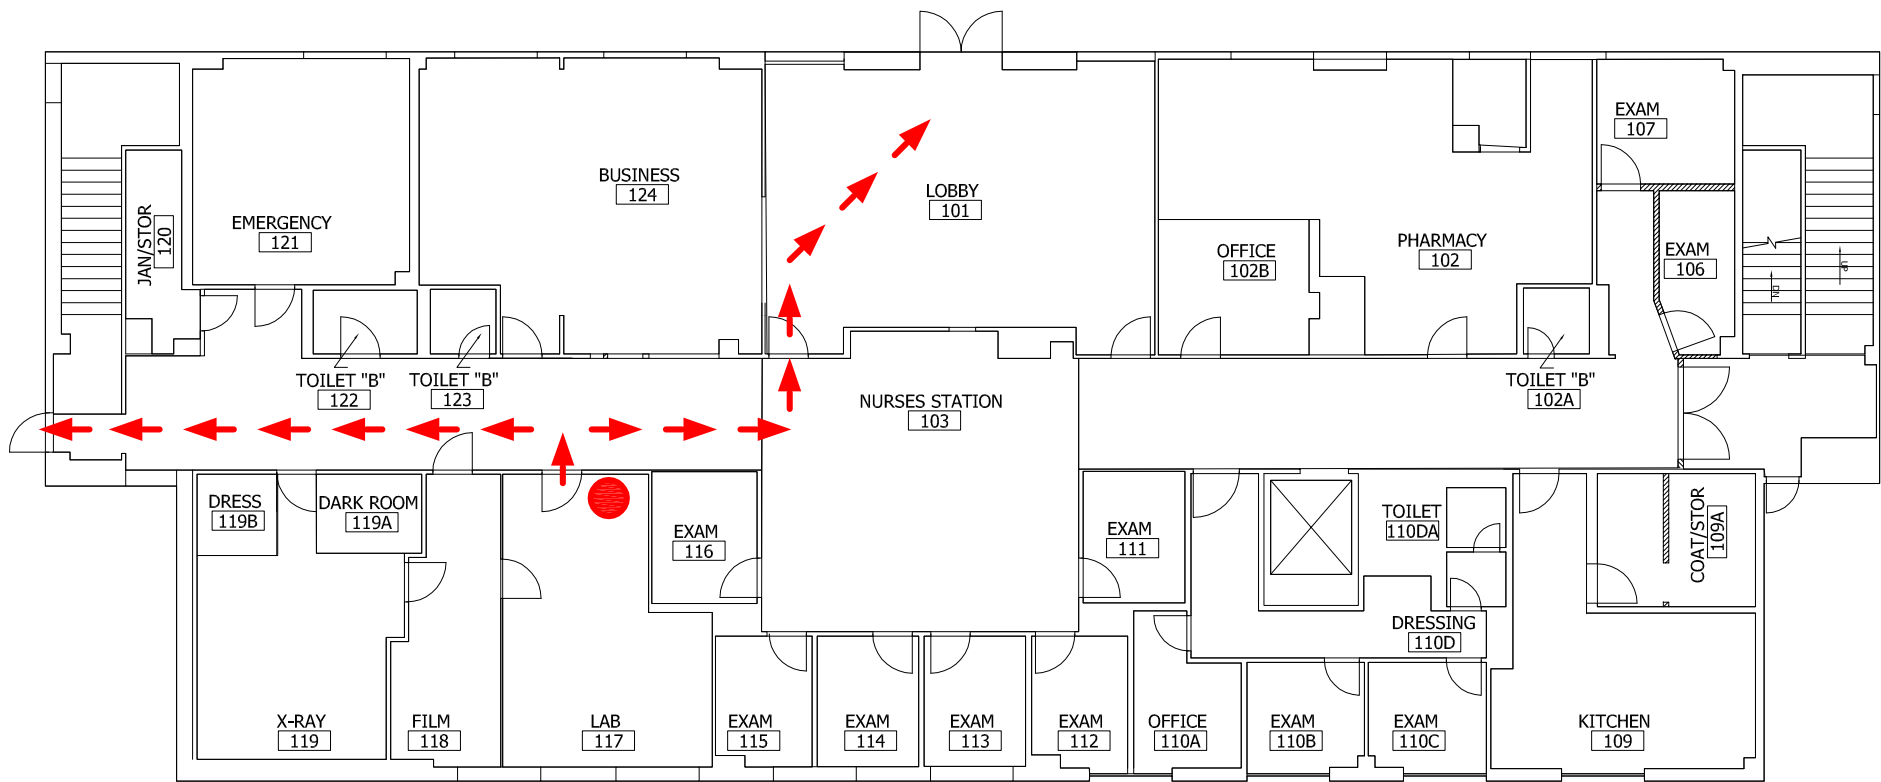 EXAM
107
BUSINESS
124
LOBBY
101
JAN/STOR
120
EMERGENCY
121
PHARMACY
102
OFFICE
102B
EXAM
106
UP
DN
TOILET "B"
122
TOILET "B"
123
NURSES STATION
103
TOILET "B"
102A
DRESS
119B
DARK ROOM
119A
EXAM
116
EXAM
111
TOILET
110DA
COAT/STOR
109A
DRESSING
110D
X-RAY
119
FILM
118
LAB
117
EXAM
115
EXAM
114
EXAM
113
EXAM
112
OFFICE
110A
EXAM
110B
EXAM
110C
KITCHEN
109